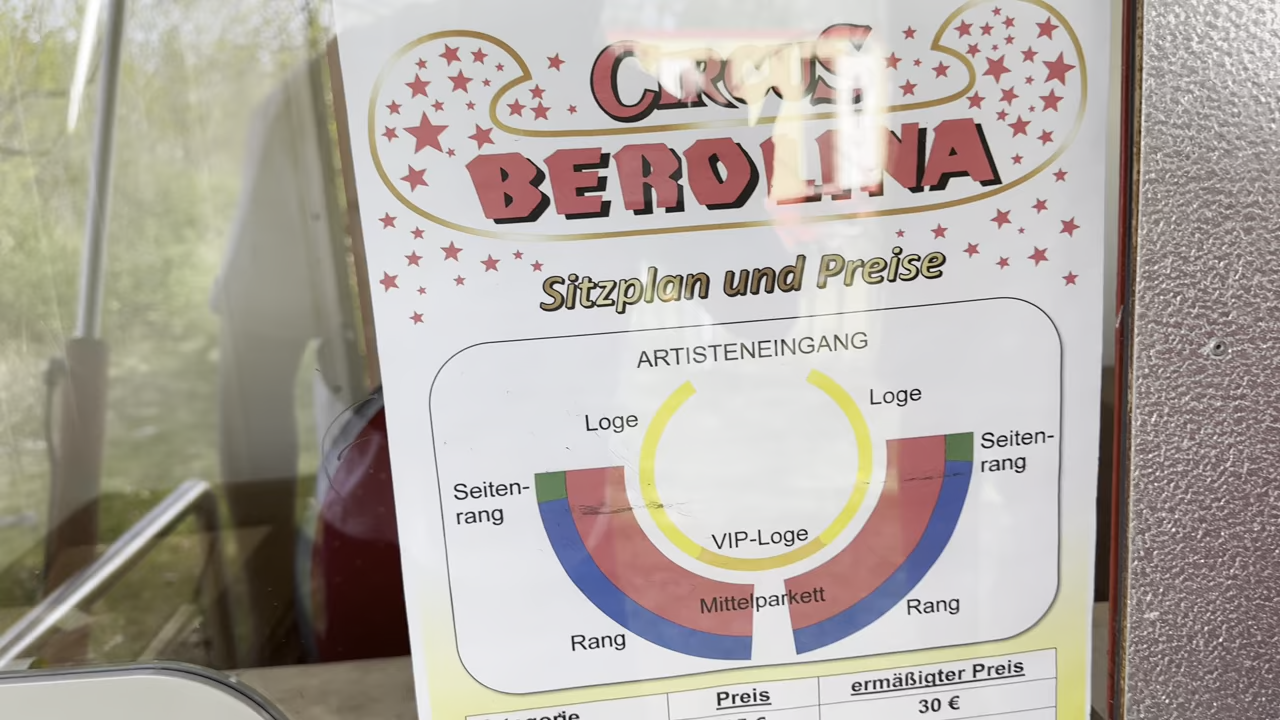 CIRCUS
BEROLINA
Sitzplan und Preise
ARTISTENEINGANG
Loge
Loge
Seiten-
rang
Seiten-
rang
VIP-Loge
Mittelparkett
Rang
Rang
Preis
ermäßigter Preis
30 €